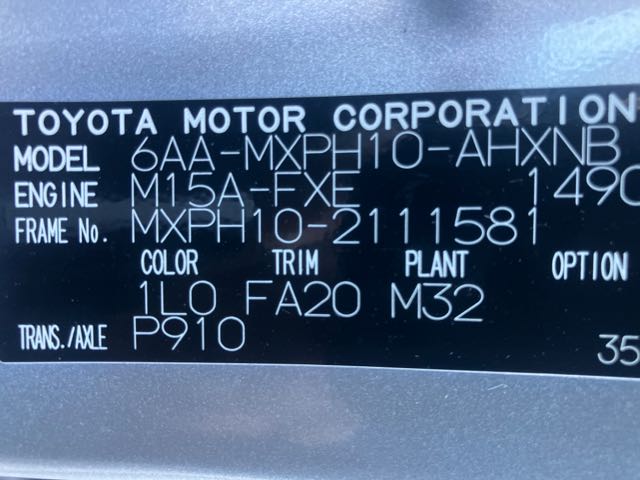 TOYOTA MOTOR CORPORATION
MODEL 6AA-MXPH10-AHXNB
ENGINE M15A-FXE 1490
FRAME No. MXPH10-2111581
COLOR TRIM PLANT OPTION
1L0 FA20 M32
TRANS./AXLE P910
35